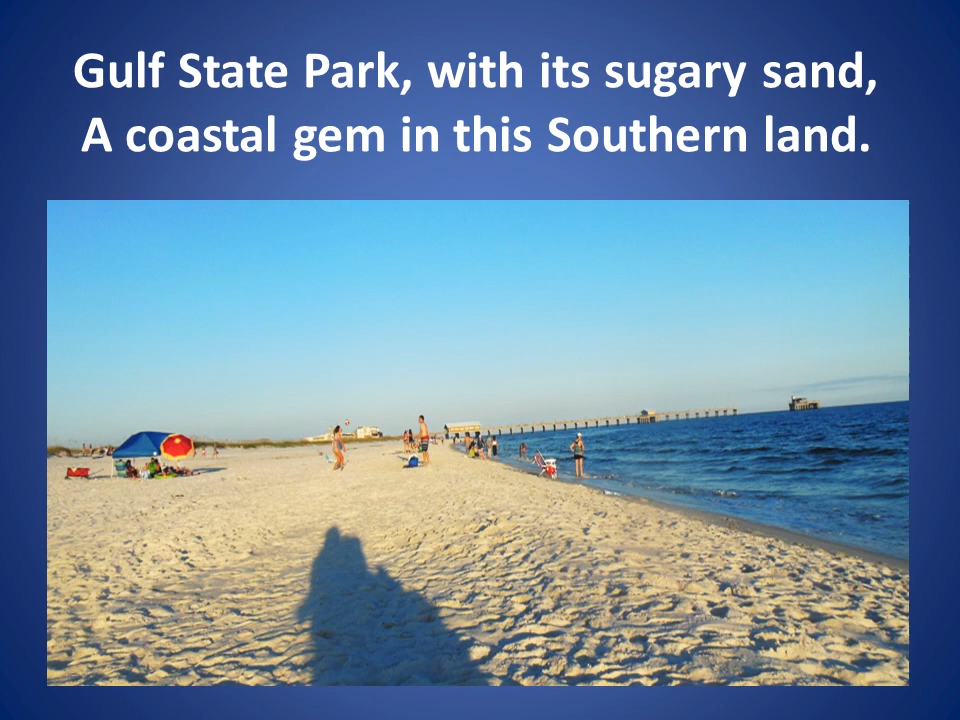 Gulf State Park, with its sugary sand,
A coastal gem in this Southern land.